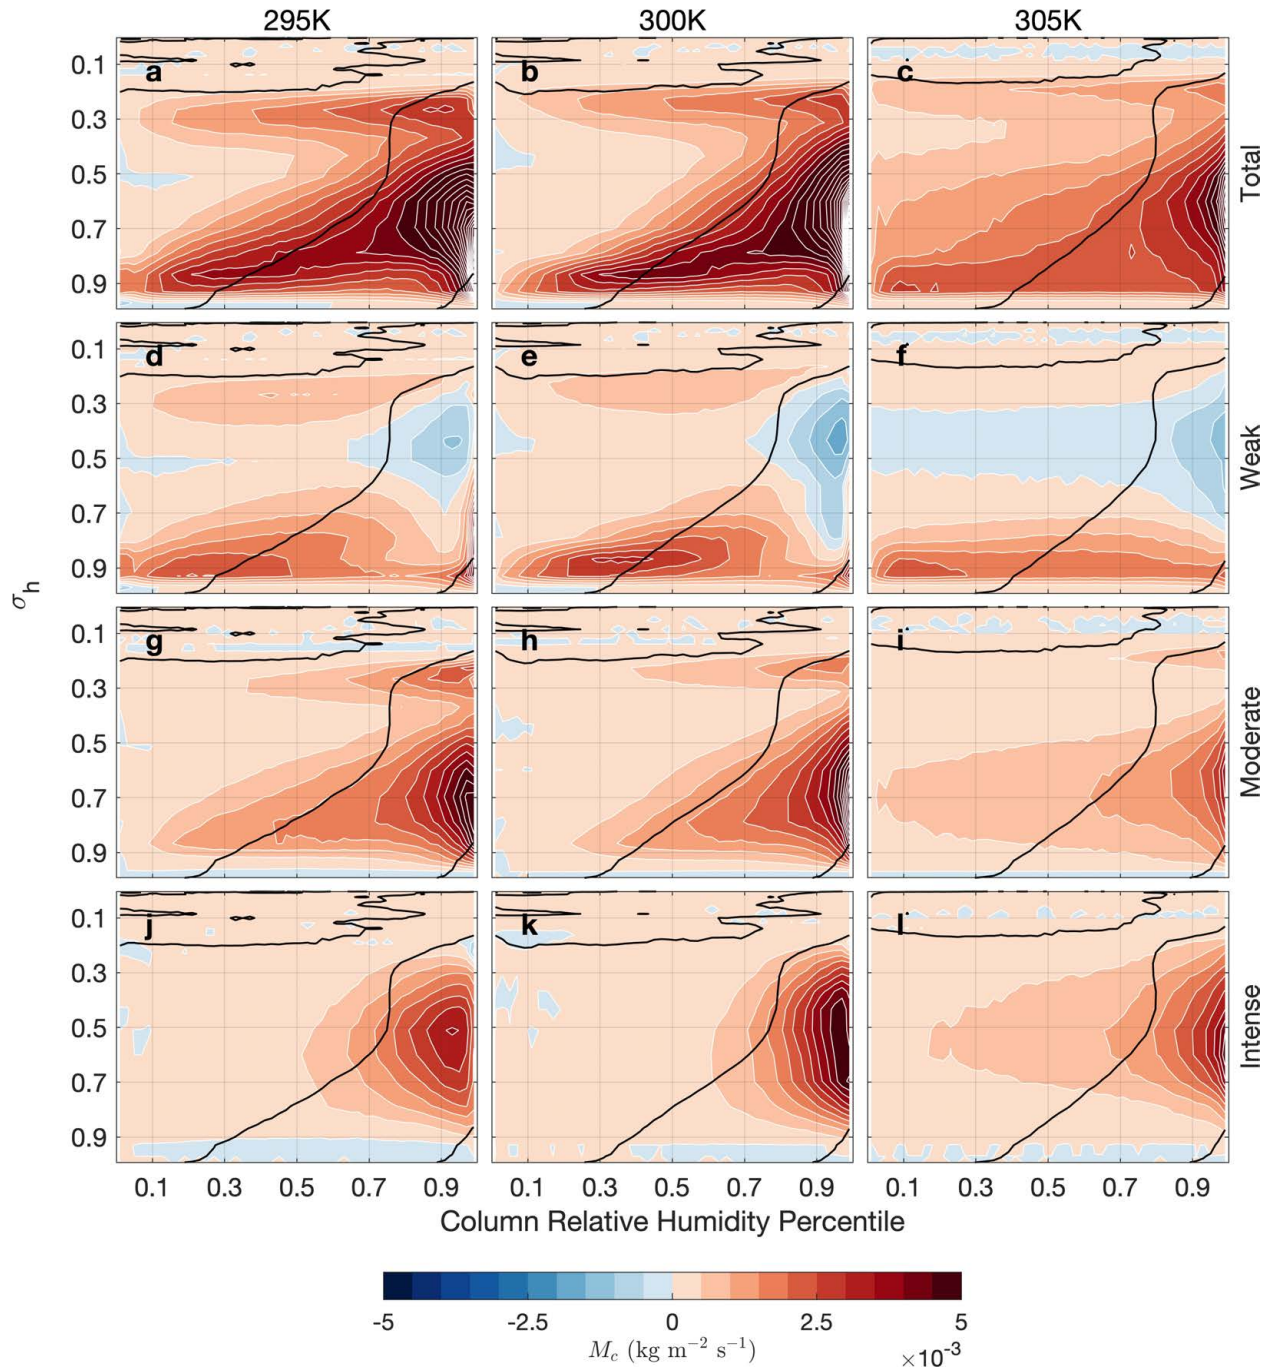 295K 300K 305K
0.1 a b c
0.3
0.5
0.7
0.9
Total
0.1 d e f
0.3
0.5
0.7
0.9
Weak
σh
0.1 g h i
0.3
0.5
0.7
0.9
Moderate
0.1 j k l
0.3
0.5
0.7
0.9
Intense
0.1 0.3 0.5 0.7 0.9 0.1 0.3 0.5 0.7 0.9 0.1 0.3 0.5 0.7 0.9
Column Relative Humidity Percentile
-5 -2.5 0 2.5 5
Mc (kg m−2 s−1)
×10-3